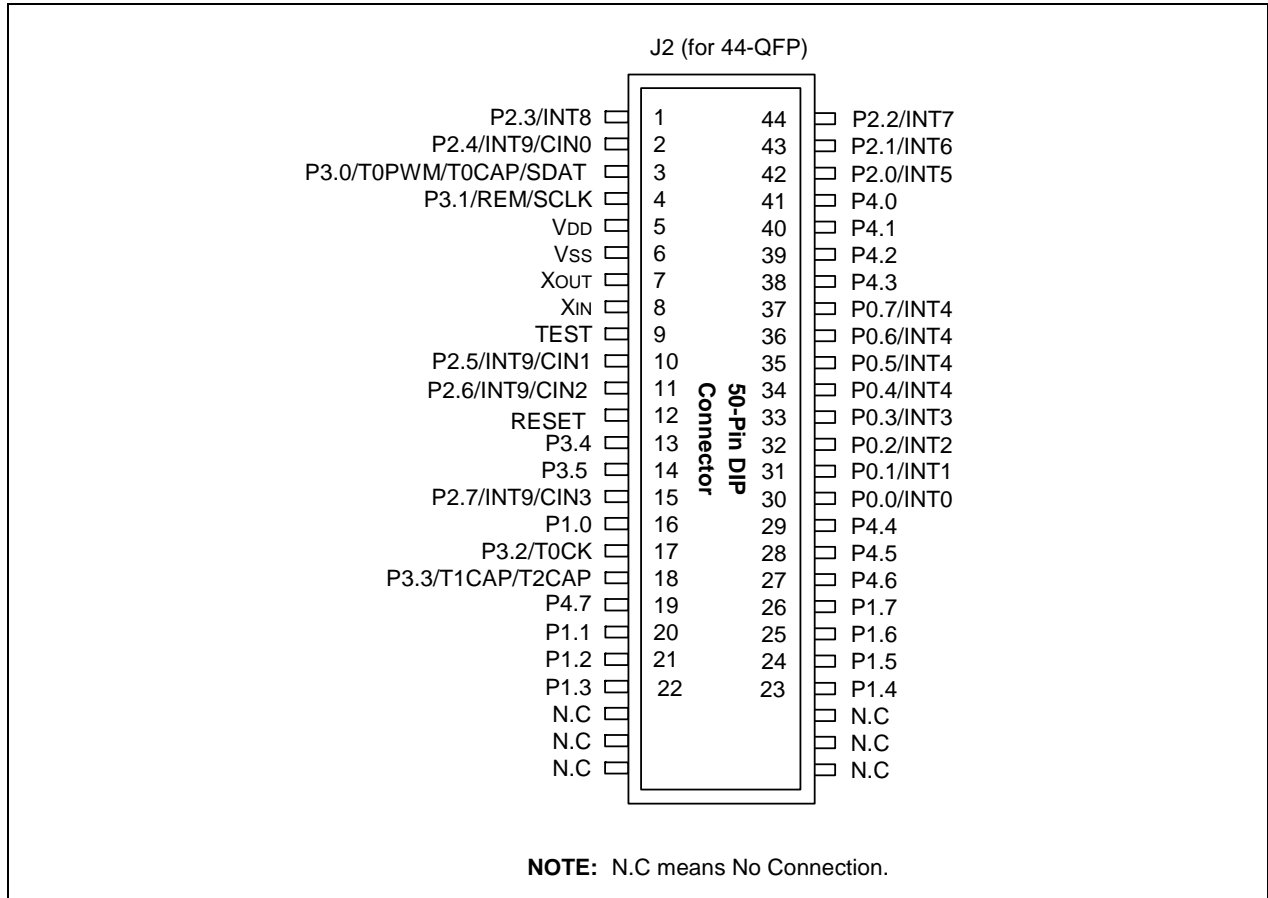 J2 (for 44-QFP)
P2.3/INT8 1 44 P2.2/INT7
P2.4/INT9/CIN0 2 43 P2.1/INT6
P3.0/T0PWM/T0CAP/SDAT 3 42 P2.0/INT5
P3.1/REM/SCLK 4 41 P4.0
VDD 5 40 P4.1
VSS 6 39 P4.2
XOUT 7 38 P4.3
XIN 8 37 P0.7/INT4
TEST 9 36 P0.6/INT4
P2.5/INT9/CIN1 10 35 P0.5/INT4
P2.6/INT9/CIN2 11 34 P0.4/INT4
RESET 12 33 P0.3/INT3
P3.4 13 32 P0.2/INT2
P3.5 14 31 P0.1/INT1
P2.7/INT9/CIN3 15 30 P0.0/INT0
P1.0 16 29 P4.4
P3.2/T0CK 17 28 P4.5
P3.3/T1CAP/T2CAP 18 27 P4.6
P4.7 19 26 P1.7
P1.1 20 25 P1.6
P1.2 21 24 P1.5
P1.3 22 23 P1.4
N.C N.C
N.C N.C
N.C N.C
50-Pin DIP
Connector
NOTE: N.C means No Connection.